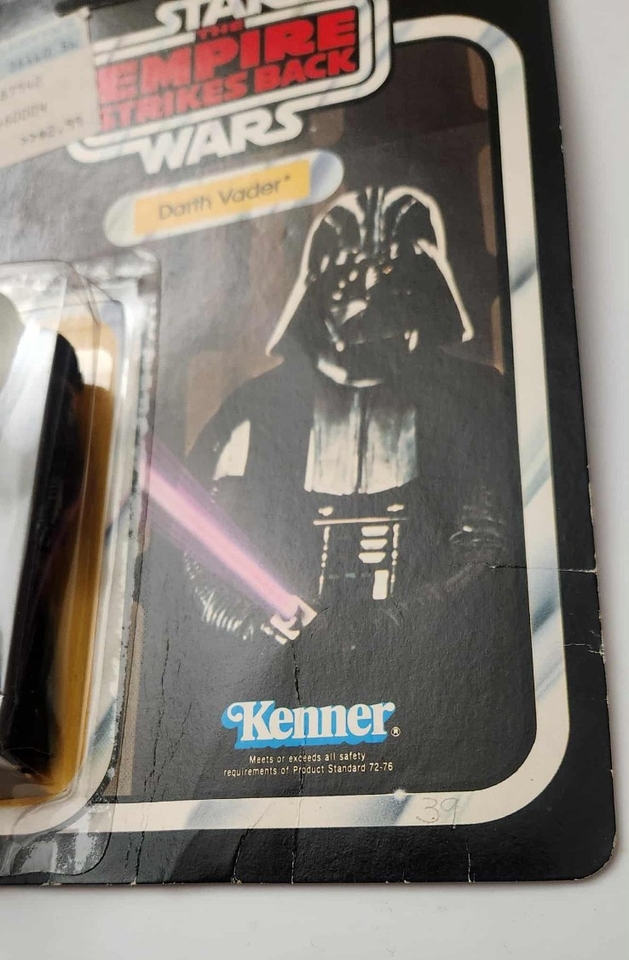 STAR
THE
EMPIRE
STRIKES BACK
WARS
Darth Vader*
Kenner®
Meets or exceeds all safety
requirements of Product Standard 72-76
39